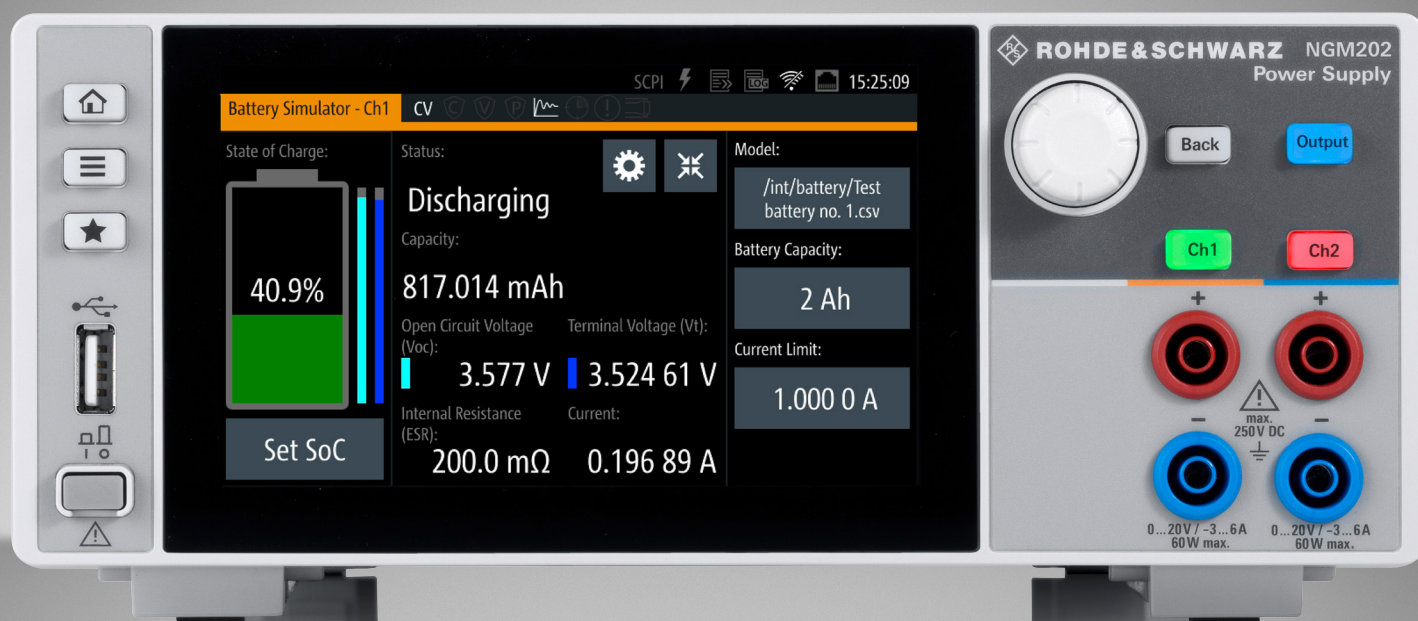 SCPI
LOG
15:25:09
Battery Simulator - Ch1
CV
C
V
P
State of Charge:
40.9%
Set SoC
Status:
Discharging
Capacity:
817.014 mAh
Open Circuit Voltage
(Voc):
3.577 V
Terminal Voltage (Vt):
3.524 61 V
Internal Resistance
(ESR):
200.0 mΩ
Current:
0.196 89 A
Model:
/int/battery/Test
battery no. 1.csv
Battery Capacity:
2 Ah
Current Limit:
1.000 0 A
R&S
ROHDE&SCHWARZ NGM202
Power Supply
Back
Output
Ch1
Ch2
+ +
max.
250V DC
− −
0...20V / -3...6A
60W max.
0...20V / -3...6A
60W max.
I O